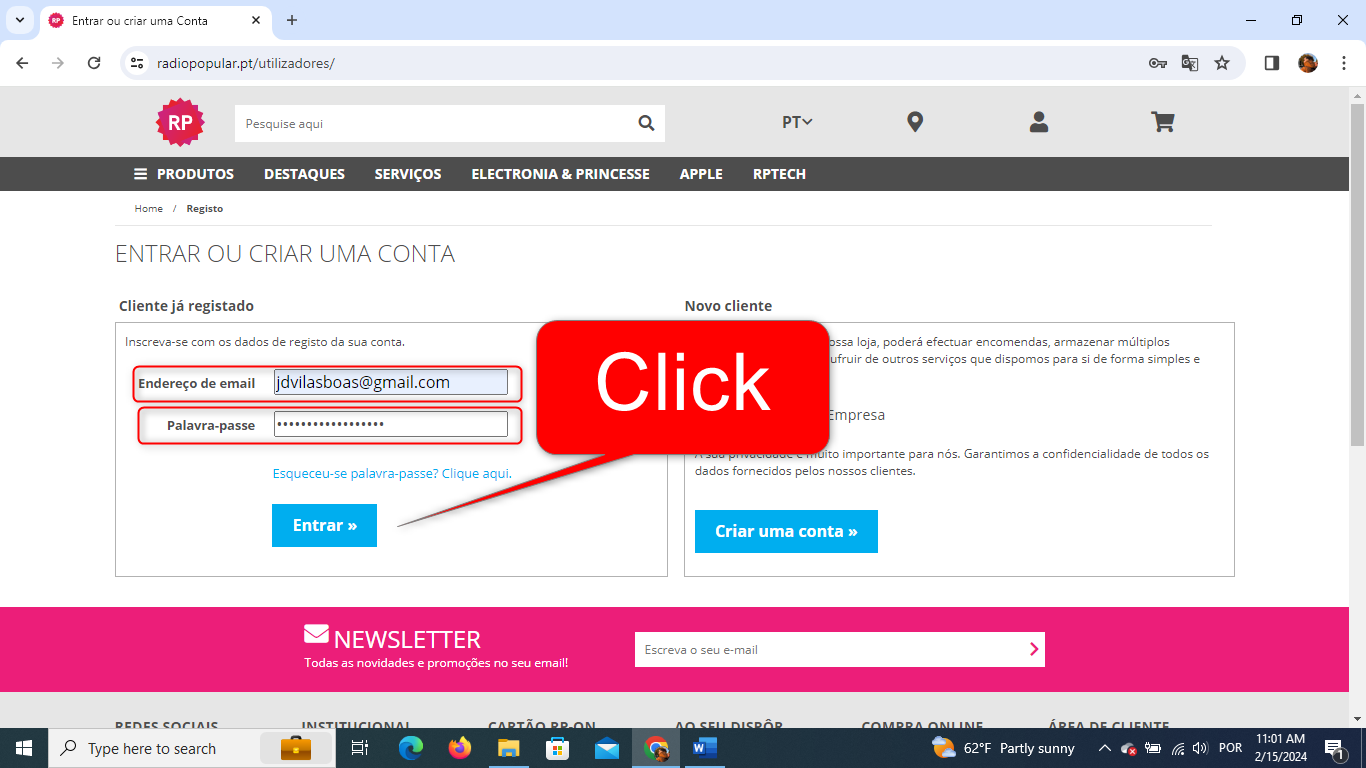 Entrar ou criar uma Conta
radiopopular.pt/utilizadores/
RP
Pesquise aqui
PT
PRODUTOS
DESTAQUES
SERVIÇOS
ELECTRONIA & PRINCESSE
APPLE
RPTECH
Home / Registo
ENTRAR OU CRIAR UMA CONTA
Cliente já registado
Inscreva-se com os dados de registo da sua conta.
Endereço de email
jdvilasboas@gmail.com
Palavra-passe
••••••••••••••••••
Esqueceu-se palavra-passe? Clique aqui.
Entrar »
Click
Novo cliente
loja, poderá efectuar encomendas, armazenar múltiplos
de outros serviços que dispomos para si de forma simples e
Empresa
A sua privacidade é muito importante para nós. Garantimos a confidencialidade de todos os
dados fornecidos pelos nossos clientes.
Criar uma conta »
NEWSLETTER
Todas as novidades e promoções no seu email!
Escreva o seu e-mail
REDES SOCIAIS
INSTITUCIONAL
CARTÃO RP-ON
AO SEU DISPÔR
COMPRA ONLINE
ÁREA DE CLIENTE
Type here to search
62°F Partly sunny
POR
11:01 AM
2/15/2024
1